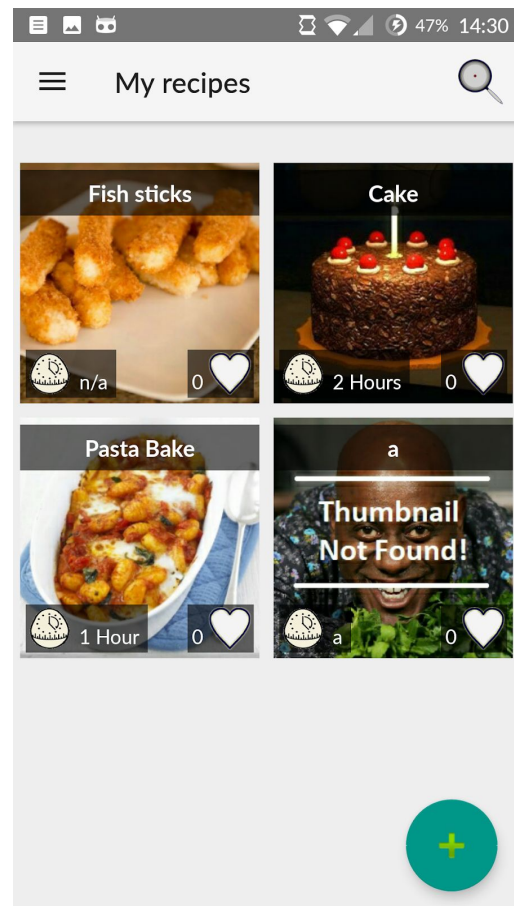 47% 14:30
My recipes
Fish sticks
n/a
0
Cake
2 Hours
0
Pasta Bake
1 Hour
0
a
Thumbnail
Not Found!
a
0